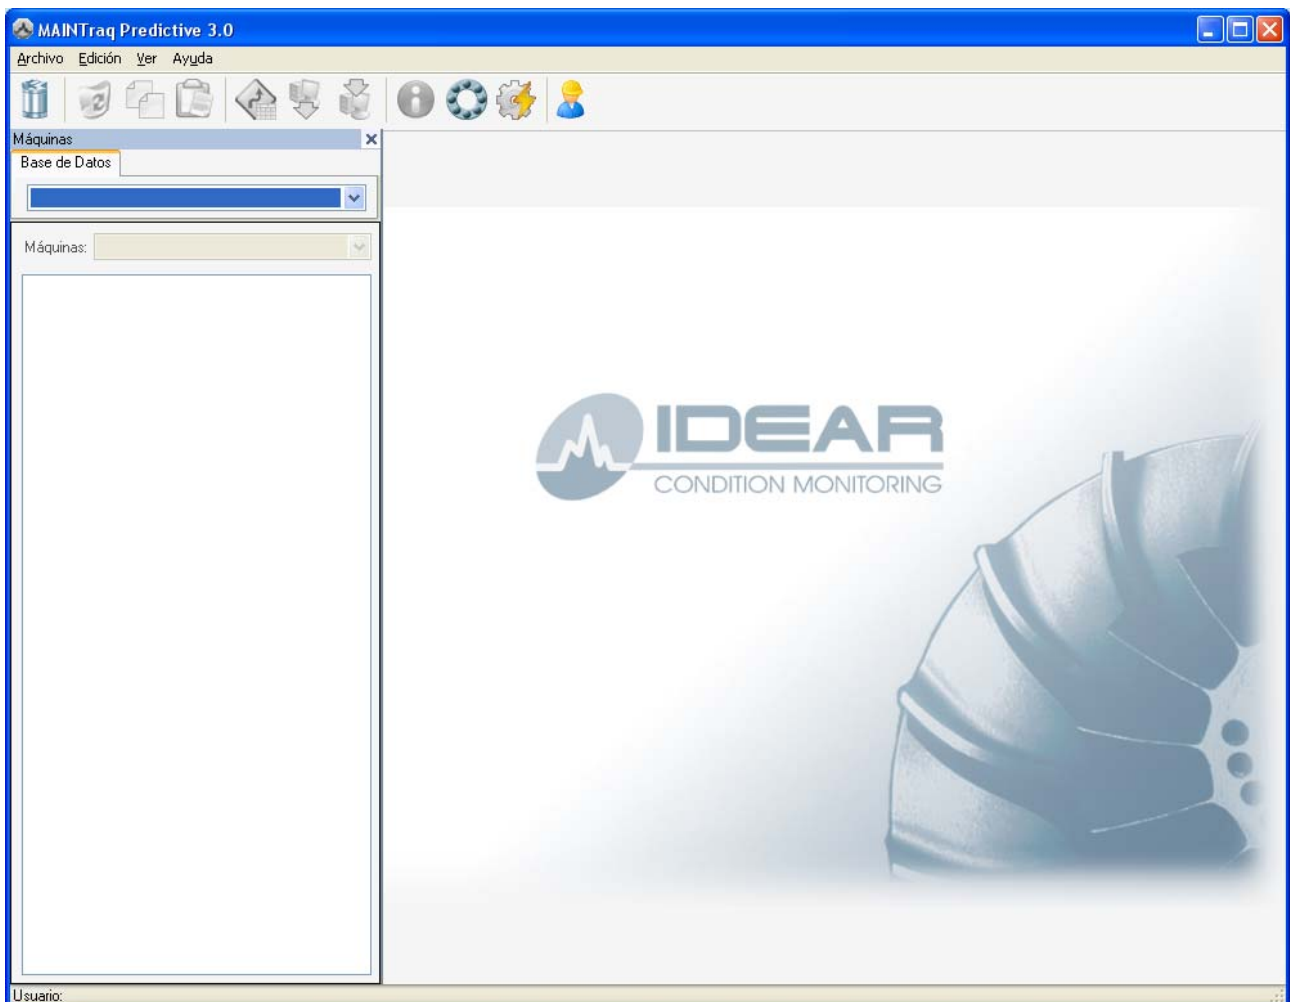 MAINTraq Predictive 3.0
Archivo Edición Ver Ayuda
Máquinas
Base de Datos
Máquinas:
IDEAR
CONDITION MONITORING
Usuario: